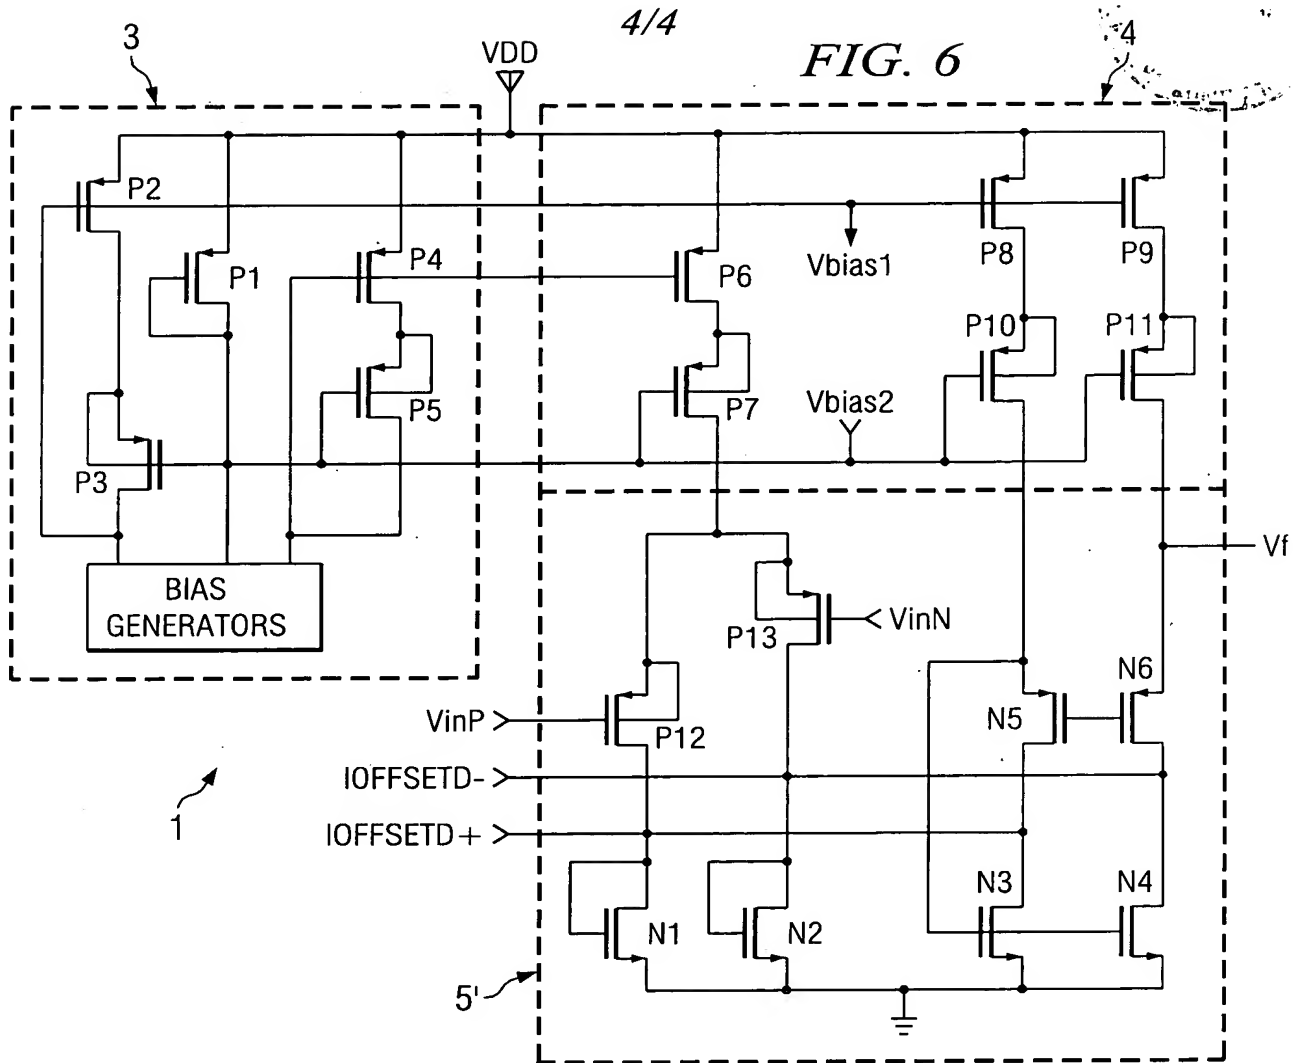 4/4
FIG. 6
3
VDD
4
P2
P1
P4
P6
Vbias1
P8
P9
P10
P11
P5
P7
Vbias2
P3
BIAS
GENERATORS
Vf
P13
VinN
N6
VinP
P12
N5
IOFFSETD-
1
IOFFSETD+
N3
N4
N1
N2
5'